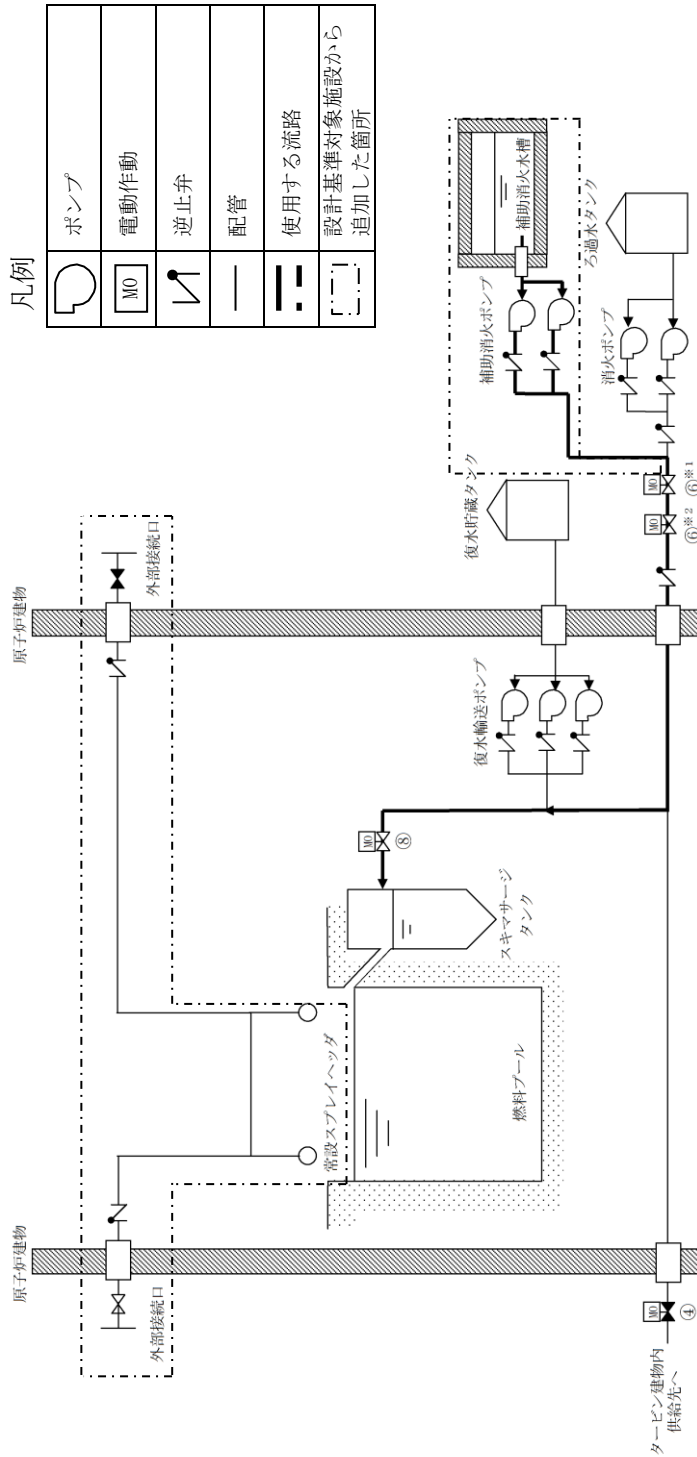 凡例
ポンプ
MO
電動作動
逆止弁
配管
使用する流路
設計基準対象施設から
追加した箇所
原子炉建物
原子炉建物
外部接続口
外部接続口
常設スプレイヘッダ
燃料プール
スキマサージ
タンク
MO
⑧
復水輸送ポンプ
復水貯蔵タンク
補助消火ポンプ
補助消火水槽
消火ポンプ
ろ過水タンク
MO
⑥※1
MO
⑥※2
MO
④
タービン建物内
供給先へ